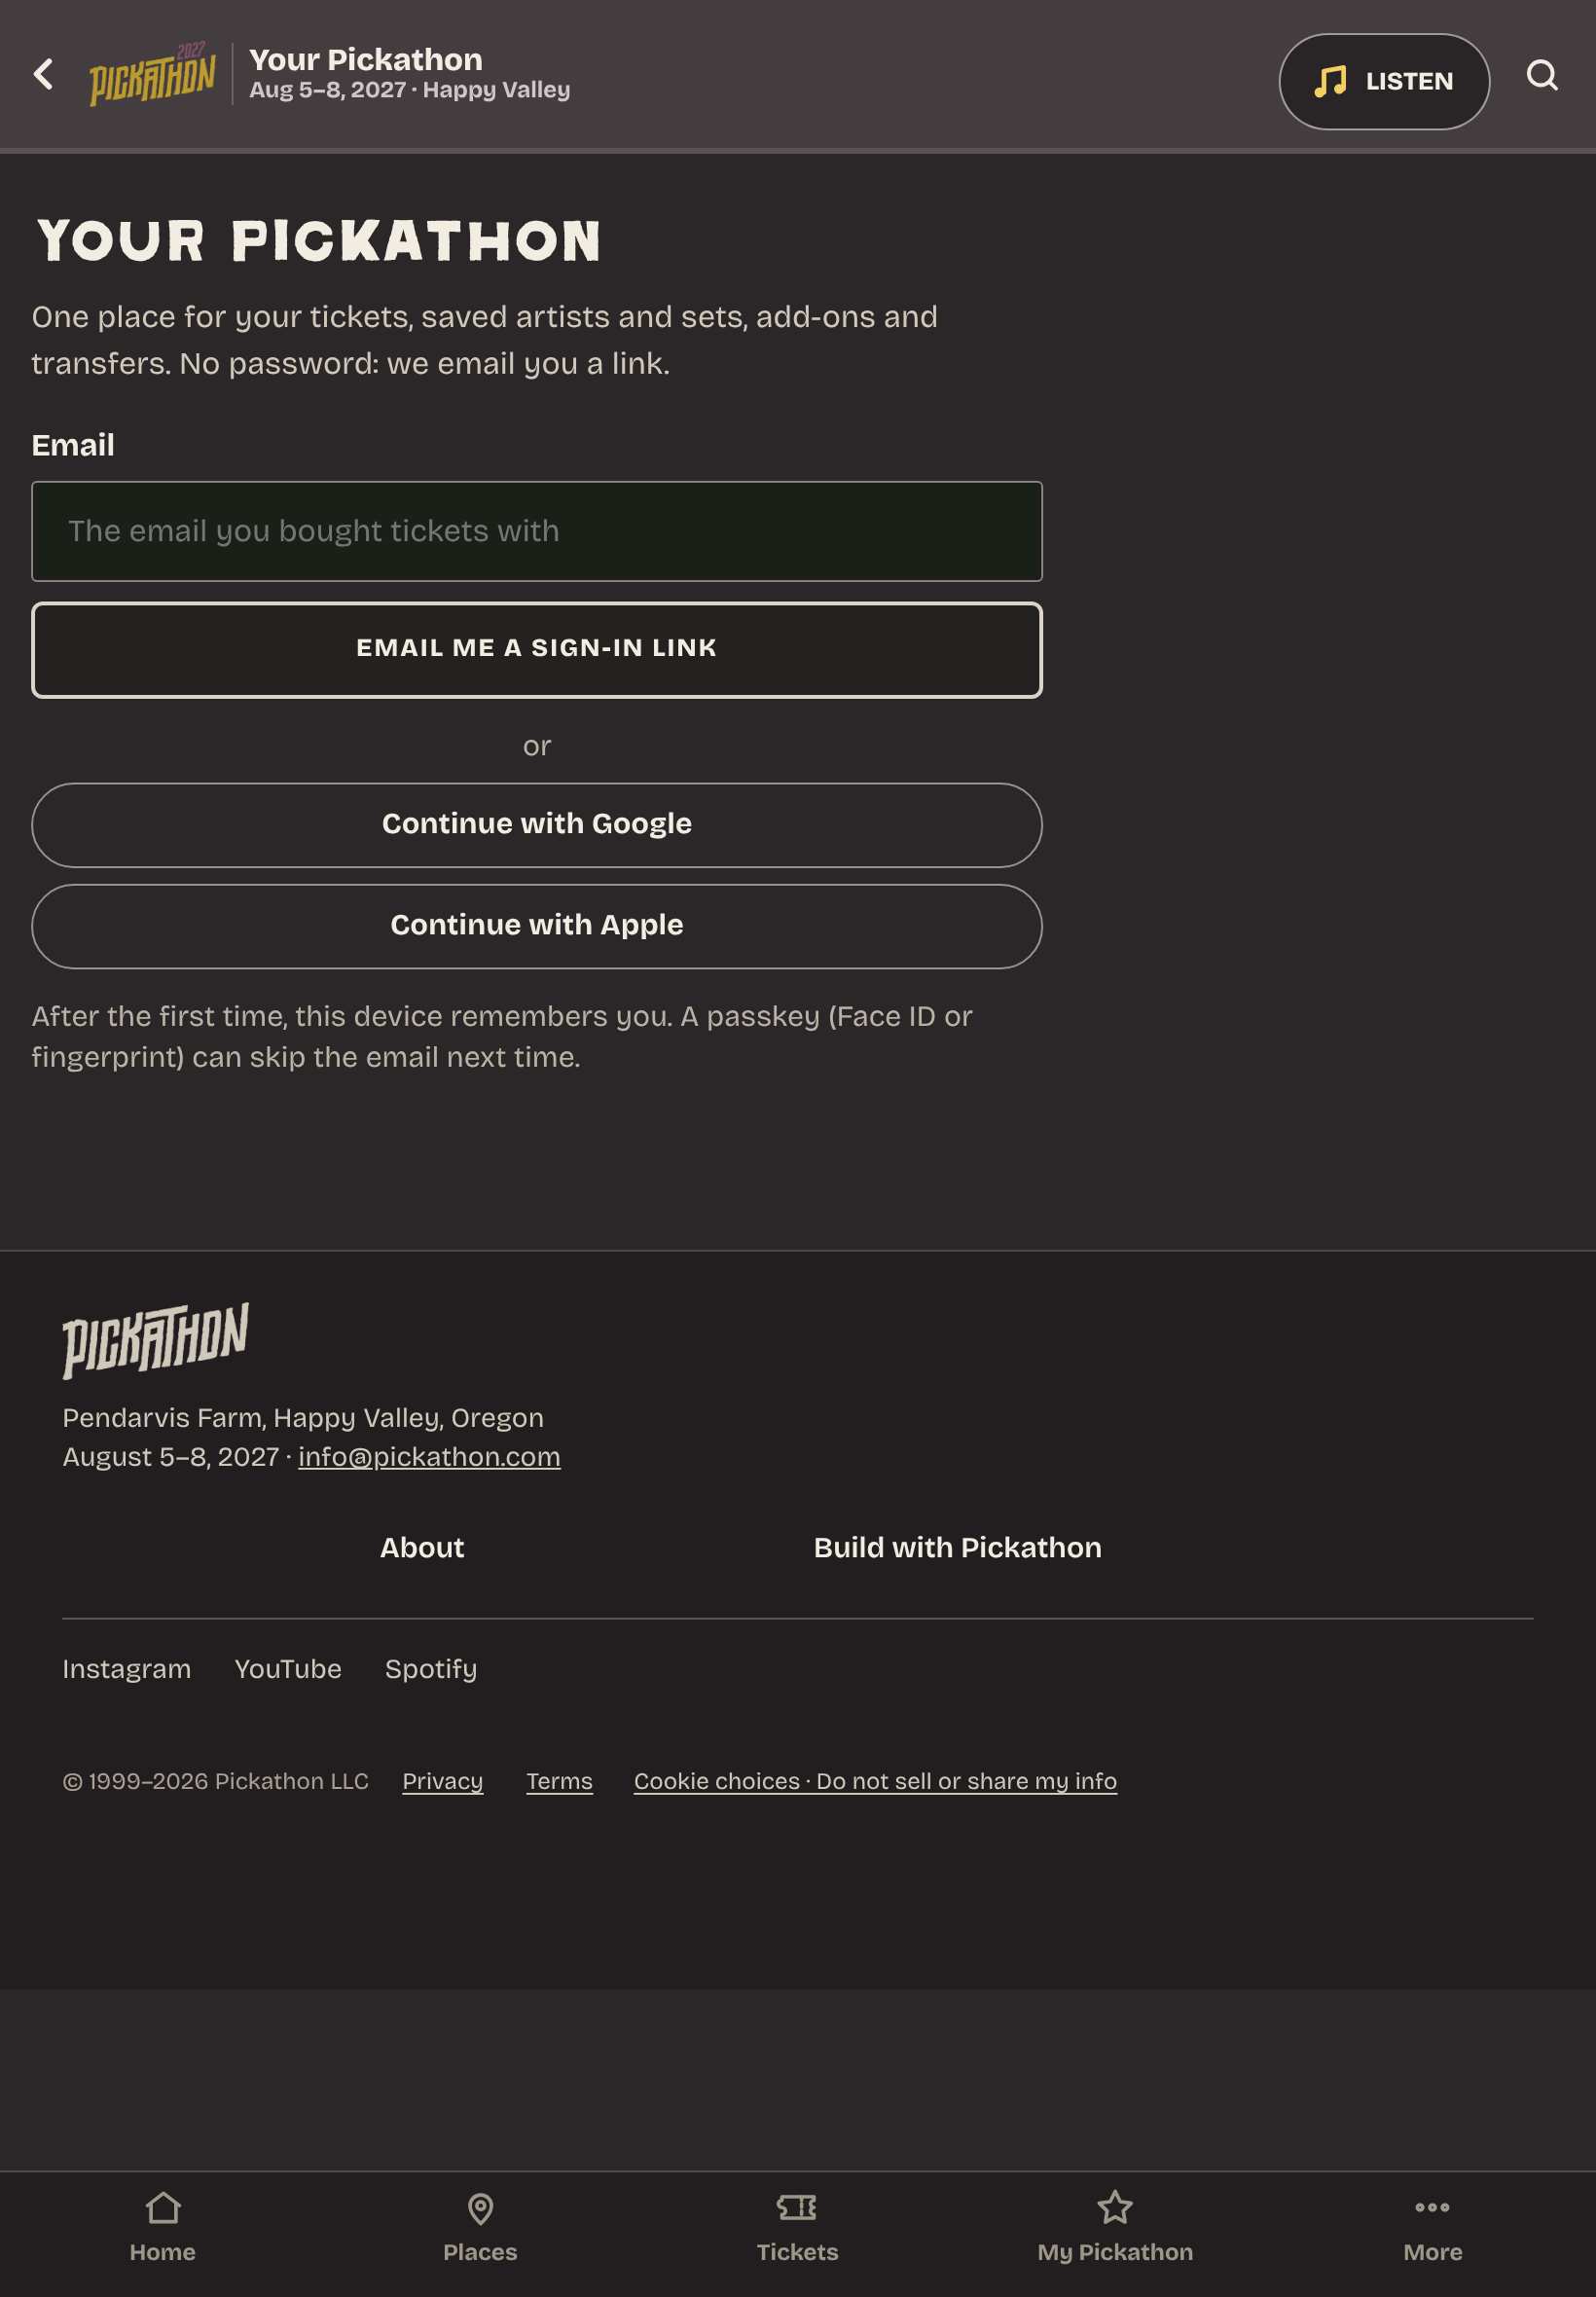 PICKATHON 2027
Your Pickathon
Aug 5–8, 2027 · Happy Valley
LISTEN
YOUR PICKATHON
One place for your tickets, saved artists and sets, add-ons and
transfers. No password: we email you a link.
Email
The email you bought tickets with
EMAIL ME A SIGN-IN LINK
or
Continue with Google
Continue with Apple
After the first time, this device remembers you. A passkey (Face ID or
fingerprint) can skip the email next time.
PICKATHON
Pendarvis Farm, Happy Valley, Oregon
August 5–8, 2027 · info@pickathon.com
About
Build with Pickathon
Instagram YouTube Spotify
© 1999–2026 Pickathon LLC Privacy Terms Cookie choices · Do not sell or share my info
Home
Places
Tickets
My Pickathon
More